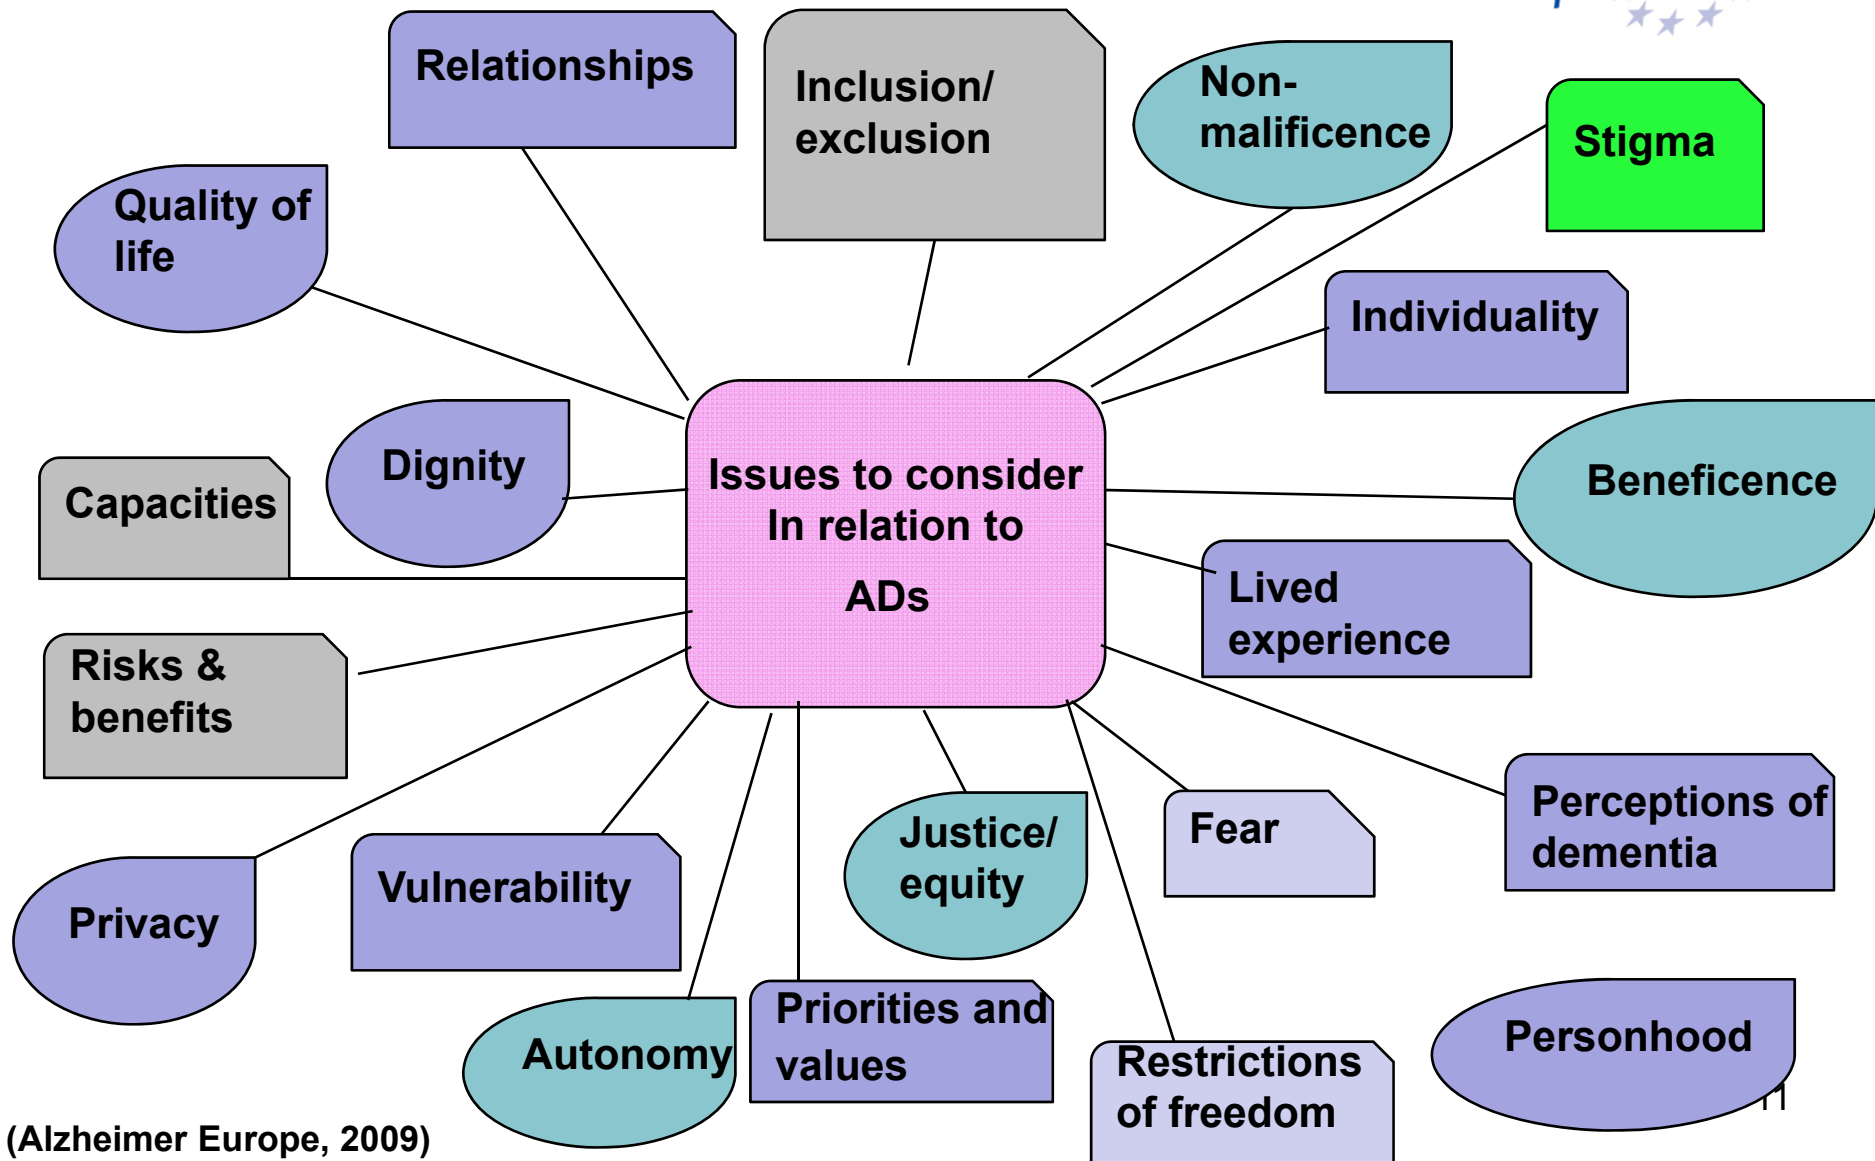 Relationships
Inclusion/
exclusion
Non-
malificence
Stigma
Quality of
life
Individuality
Dignity
Capacities
Issues to consider
In relation to
ADs
Beneficence
Lived
experience
Risks &
benefits
Perceptions of
dementia
Fear
Justice/
equity
Vulnerability
Privacy
Autonomy
Priorities and
values
Restrictions
of freedom
Personhood
11
(Alzheimer Europe, 2009)